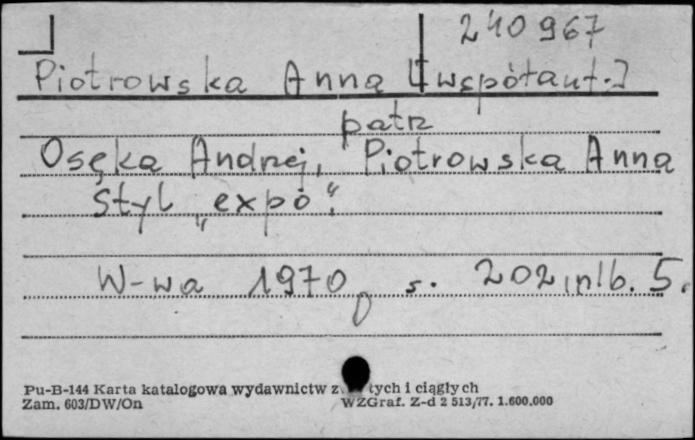 240967
Piotrowska Anna [współaut.]
patrz
Osęka Andrzej, Piotrowska Anna
Styl „expo”.
W-wa 1970, s. 202, nlb. 5.
Pu-B-144 Karta katalogowa wydawnictw z tych i ciągłych
Zam. 603/DW/On WZGraf. Z-d 2 513/77. 1.600.000